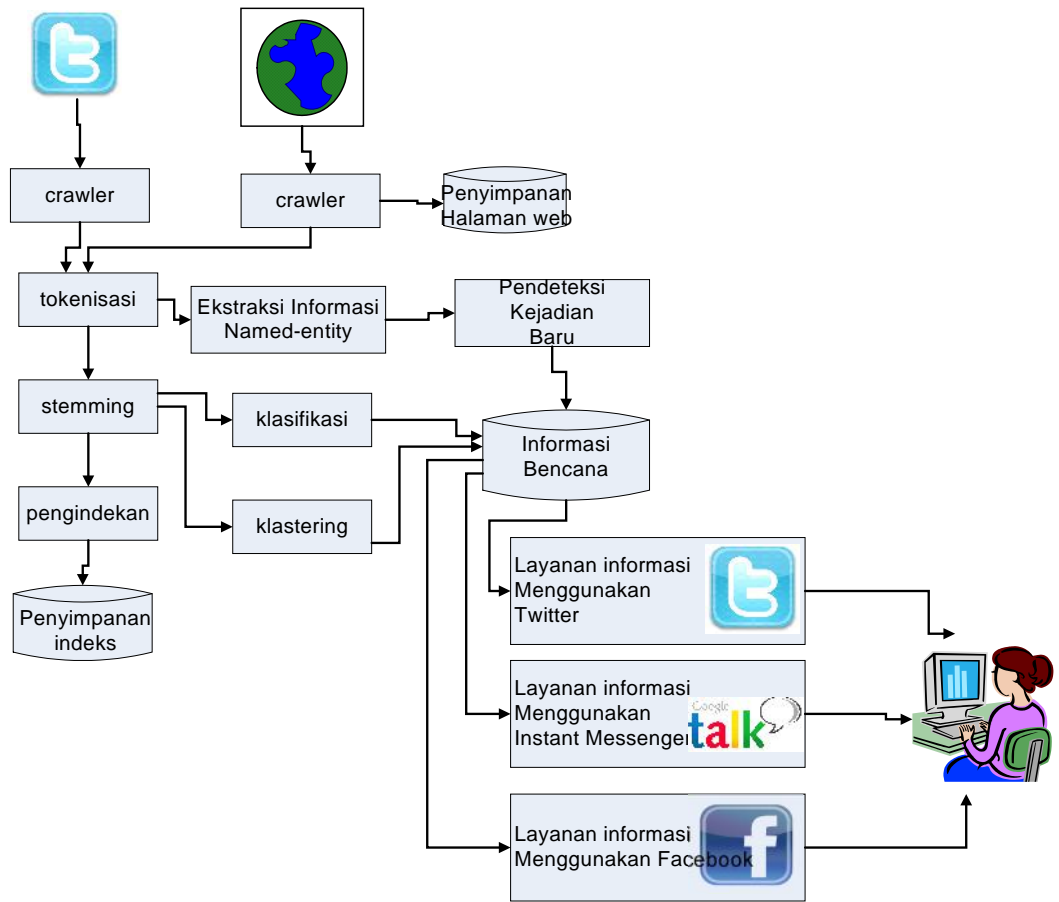 crawler
crawler
Penyimpanan
Halaman web
tokenisasi
Ekstraksi Informasi
Named-entity
Pendeteksi
Kejadian
Baru
stemming
klasifikasi
Informasi
Bencana
pengindekan
klastering
Penyimpanan
indeks
Layanan informasi
Menggunakan
Twitter
Layanan informasi
Menggunakan
Instant Messenger
Google
talk
Layanan informasi
Menggunakan Facebook